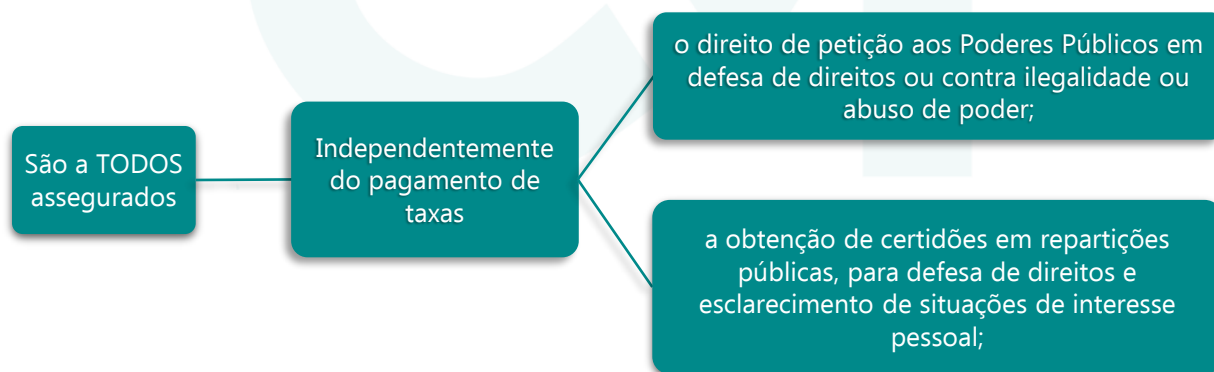 São a TODOS
assegurados
Independentemente
do pagamento de
taxas
o direito de petição aos Poderes Públicos em
defesa de direitos ou contra ilegalidade ou
abuso de poder;
a obtenção de certidões em repartições
públicas, para defesa de direitos e
esclarecimento de situações de interesse
pessoal;